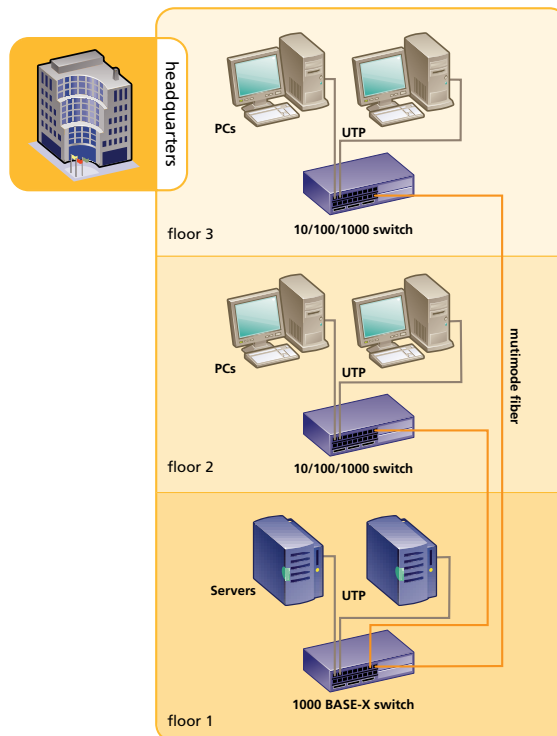 headquarters
PCs
UTP
10/100/1000 switch
floor 3
PCs
UTP
mutimode fiber
10/100/1000 switch
floor 2
Servers
UTP
1000 BASE-X switch
floor 1